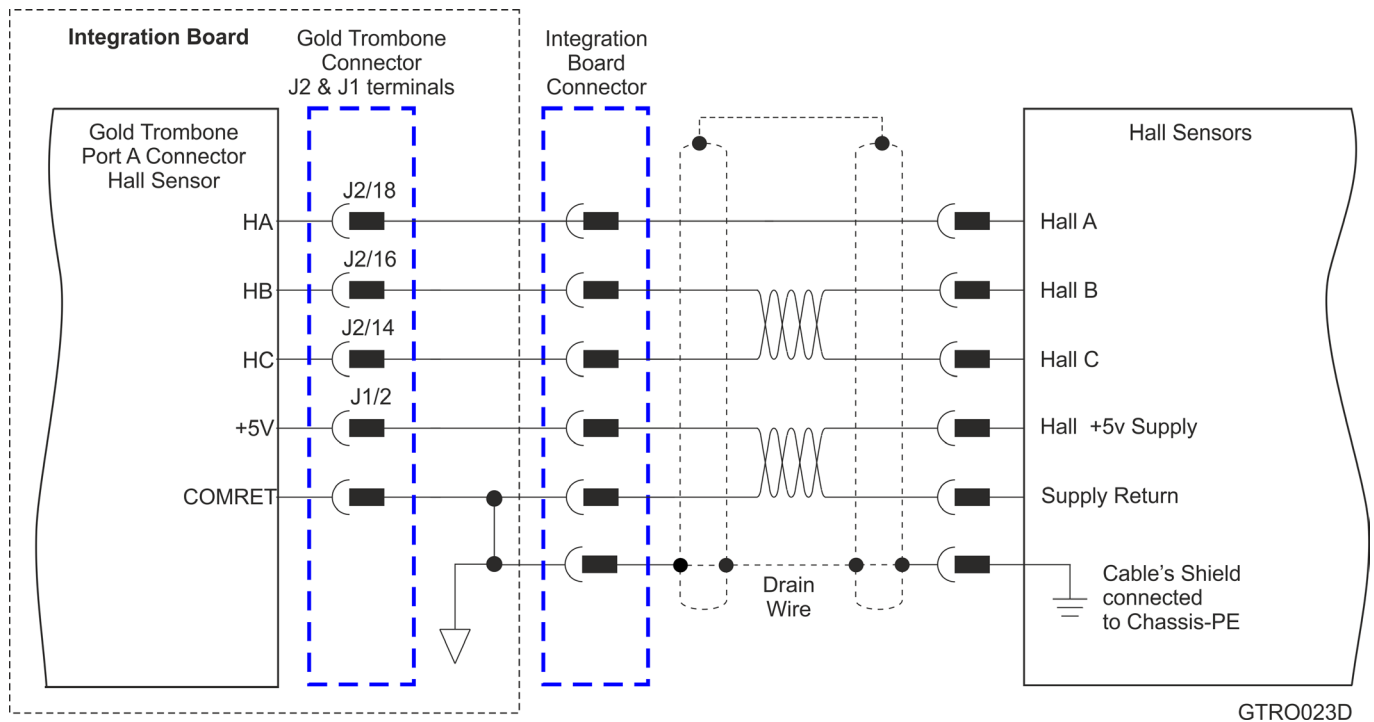 Integration Board
Gold Trombone
Connector
J2 & J1 terminals
Integration
Board
Connector
Gold Trombone
Port A Connector
Hall Sensor
Hall Sensors
J2/18
HA
Hall A
J2/16
HB
Hall B
J2/14
HC
Hall C
J1/2
+5V
Hall +5v Supply
COMRET
Supply Return
Drain
Wire
Cable's Shield
connected
to Chassis-PE
GTRO023D